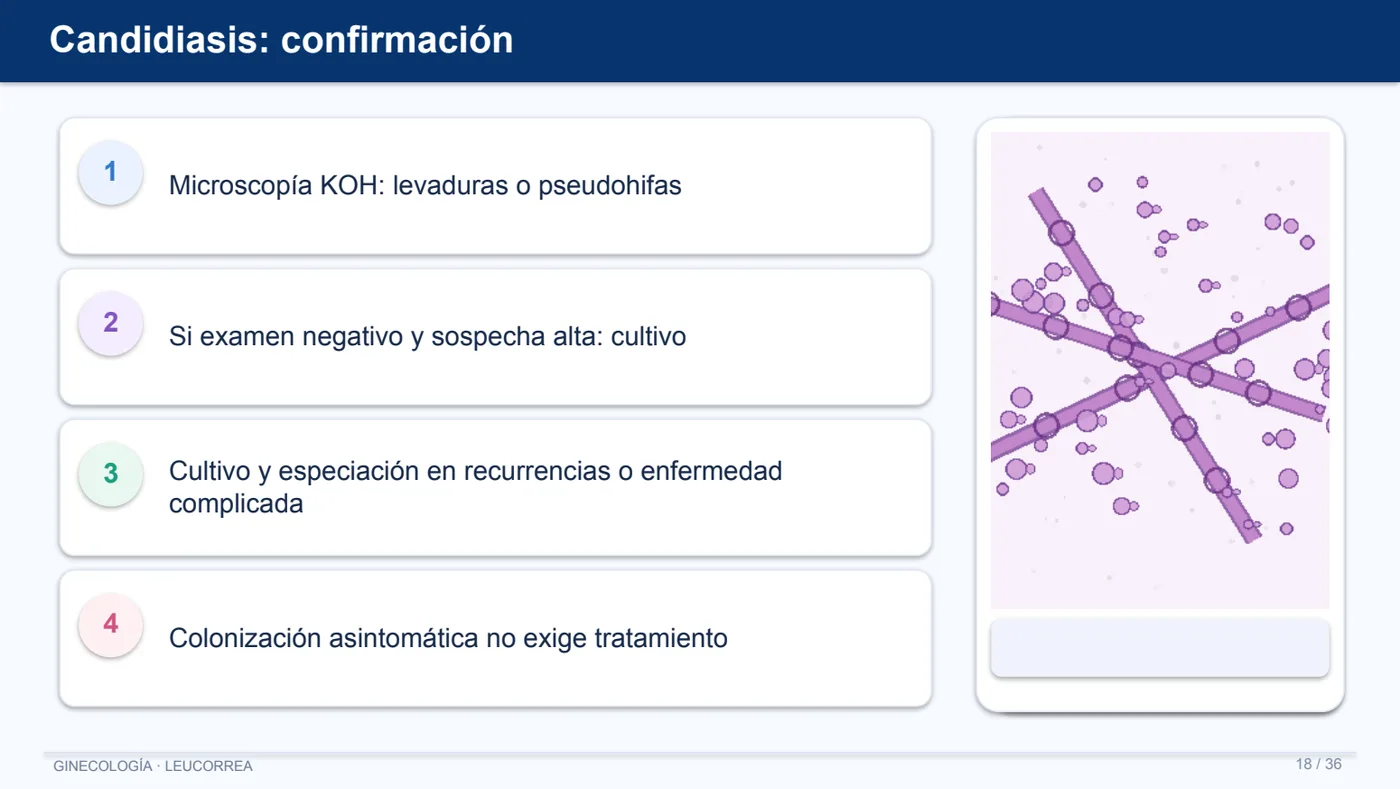 Candidiasis: confirmación
1
Microscopía KOH: levaduras o pseudohifas
2
Si examen negativo y sospecha alta: cultivo
3
Cultivo y especiación en recurrencias o enfermedad
complicada
4
Colonización asintomática no exige tratamiento
GINECOLOGÍA · LEUCORREA
18 / 36